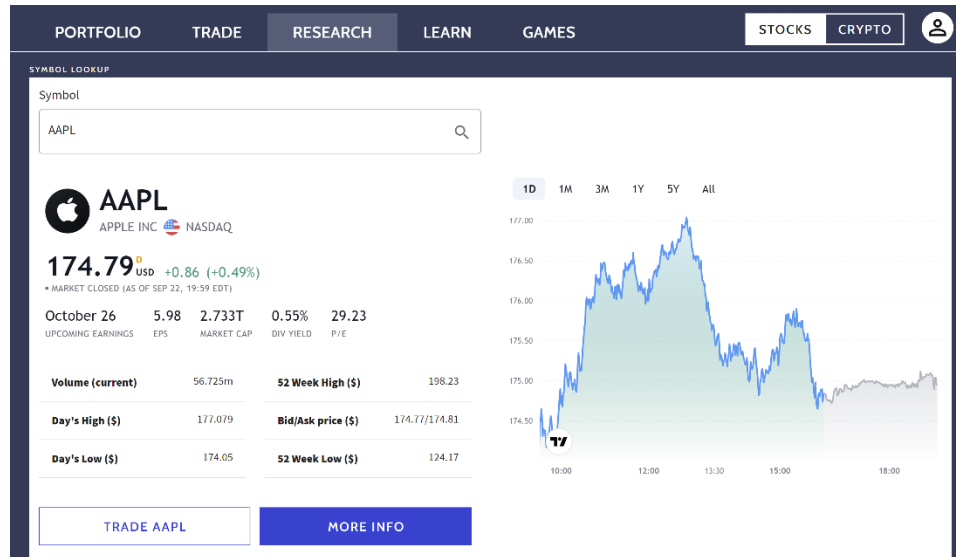 PORTFOLIO TRADE RESEARCH LEARN GAMES STOCKS CRYPTO
SYMBOL LOOKUP
Symbol
AAPL
AAPL
APPLE INC NASDAQ
174.79 D USD +0.86 (+0.49%)
• MARKET CLOSED (AS OF SEP 22, 19:59 EDT)
October 26 5.98 2.733T 0.55% 29.23
UPCOMING EARNINGS EPS MARKET CAP DIV YIELD P/E
Volume (current) 56.725m 52 Week High ($) 198.23
Day's High ($) 177.079 Bid/Ask price ($) 174.77/174.81
Day's Low ($) 174.05 52 Week Low ($) 124.17
TRADE AAPL MORE INFO
1D 1M 3M 1Y 5Y All
177.00
176.50
176.00
175.50
175.00
174.50
10:00 12:00 13:30 15:00 18:00